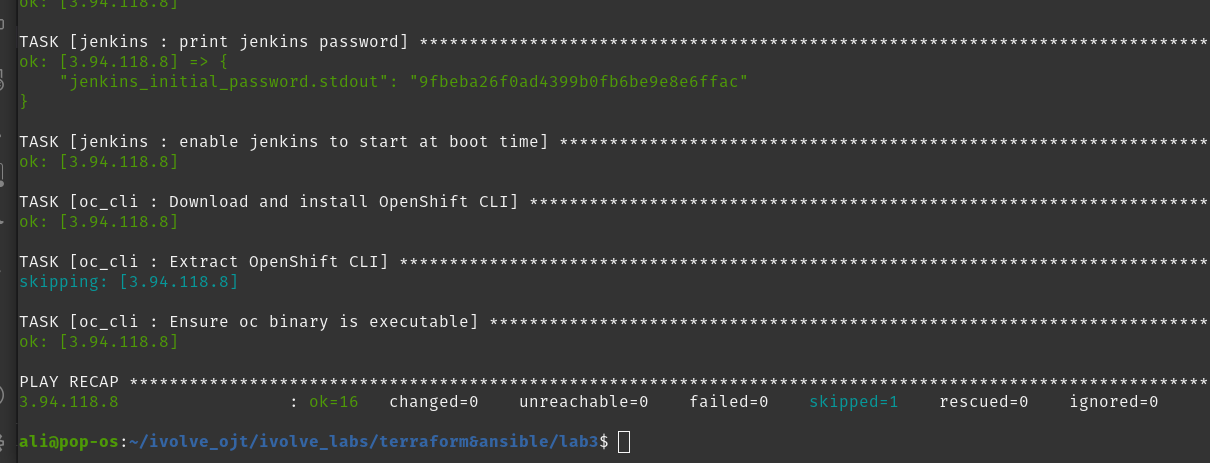 ok: [3.94.118.8]
TASK [jenkins : print jenkins password] *******************************************************************************
ok: [3.94.118.8] => {
    "jenkins_initial_password.stdout": "9fbeba26f0ad4399b0fb6be9e8e6ffac"
}
TASK [jenkins : enable jenkins to start at boot time] *****************************************************************
ok: [3.94.118.8]
TASK [oc_cli : Download and install OpenShift CLI] ********************************************************************
ok: [3.94.118.8]
TASK [oc_cli : Extract OpenShift CLI] *********************************************************************************
skipping: [3.94.118.8]
TASK [oc_cli : Ensure oc binary is executable] ************************************************************************
ok: [3.94.118.8]
PLAY RECAP ************************************************************************************************************
3.94.118.8                 : ok=16   changed=0    unreachable=0    failed=0    skipped=1    rescued=0    ignored=0
ali@pop-os:~/ivolve_ojt/ivolve_labs/terraform&ansible/lab3$